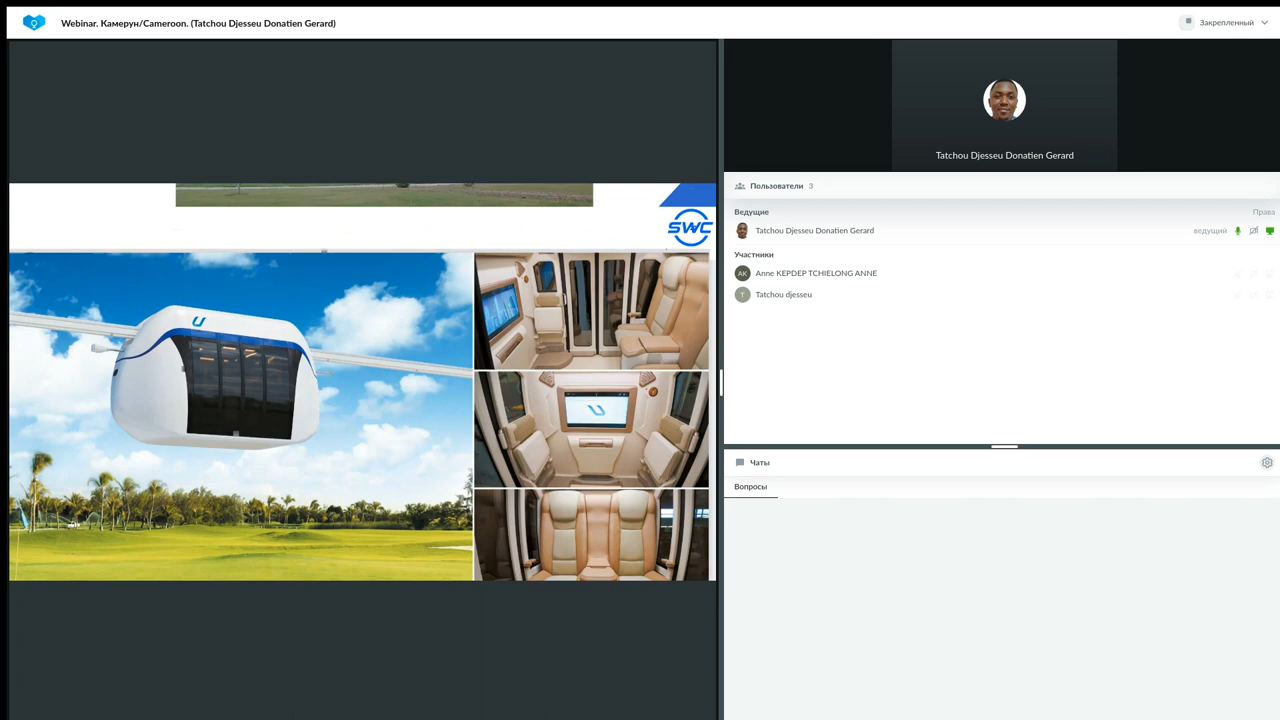 Webinar. Камерун/Cameroon. (Tatchou Djesseu Donatien Gerard)
Закрепленный
SWC
U
U
Tatchou Djesseu Donatien Gerard
Пользователи 3
Ведущие
Права
Tatchou Djesseu Donatien Gerard
ведущий
Участники
AK
Anne KEPDEP TCHIELONG ANNE
T
Tatchou djesseu
Чаты
Вопросы